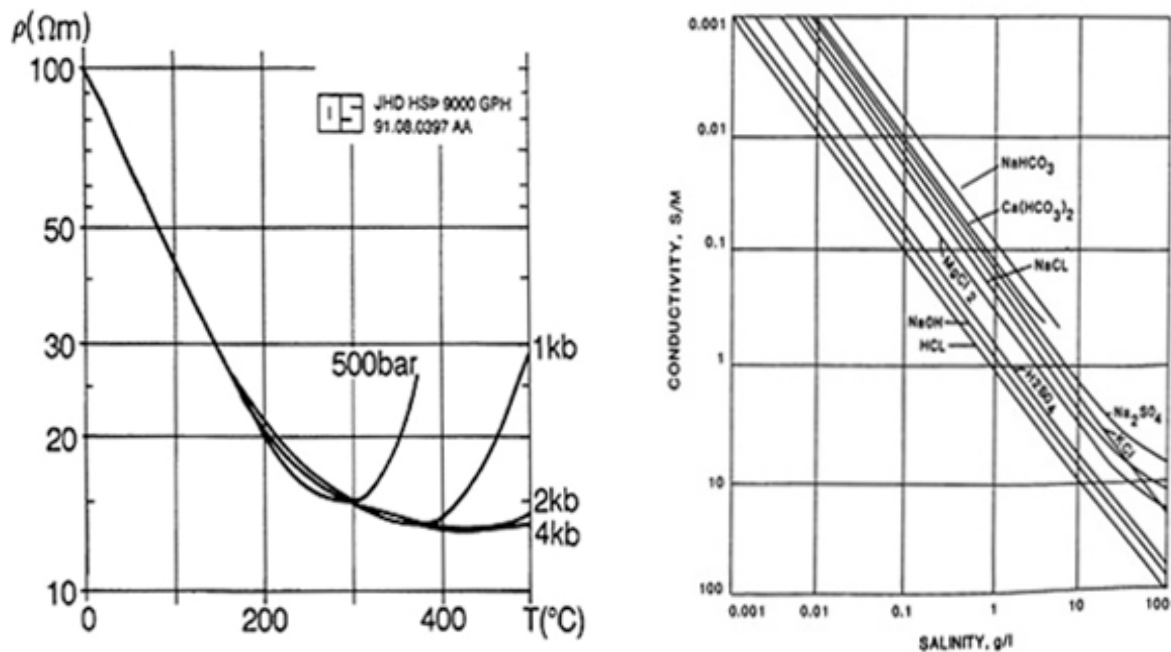 ρ(Ωm)
100
50
30
20
10
JHD HSÞ 9000 GPH
91.08.0397 AA
500bar
1kb
2kb
4kb
0
200
400
T(°C)
CONDUCTIVITY, S/M
0.001
0.01
0.1
1
10
100
NaHCO3
Ca(HCO3)2
NaCL
MgCl2
NaOH
HCL
H2SO4
Na2SO4
KCl
0.001
0.01
0.1
1
10
100
SALINITY, g/l